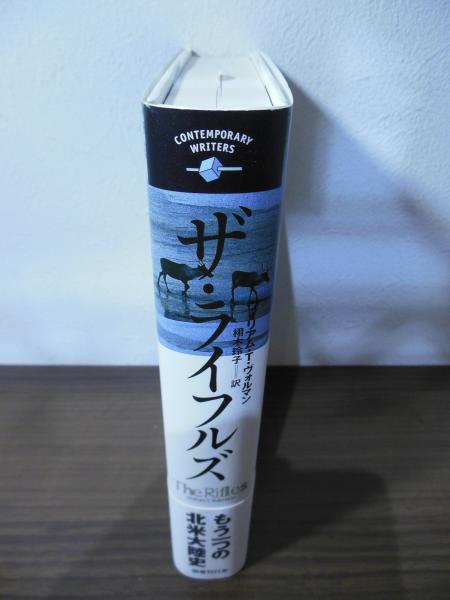 CONTEMPORARY
WRITERS
ザ・ライフルズ
ウィリアム・T・ヴォルマン
栩木玲子──訳
The Rifles
もう一つの
北米大陸史